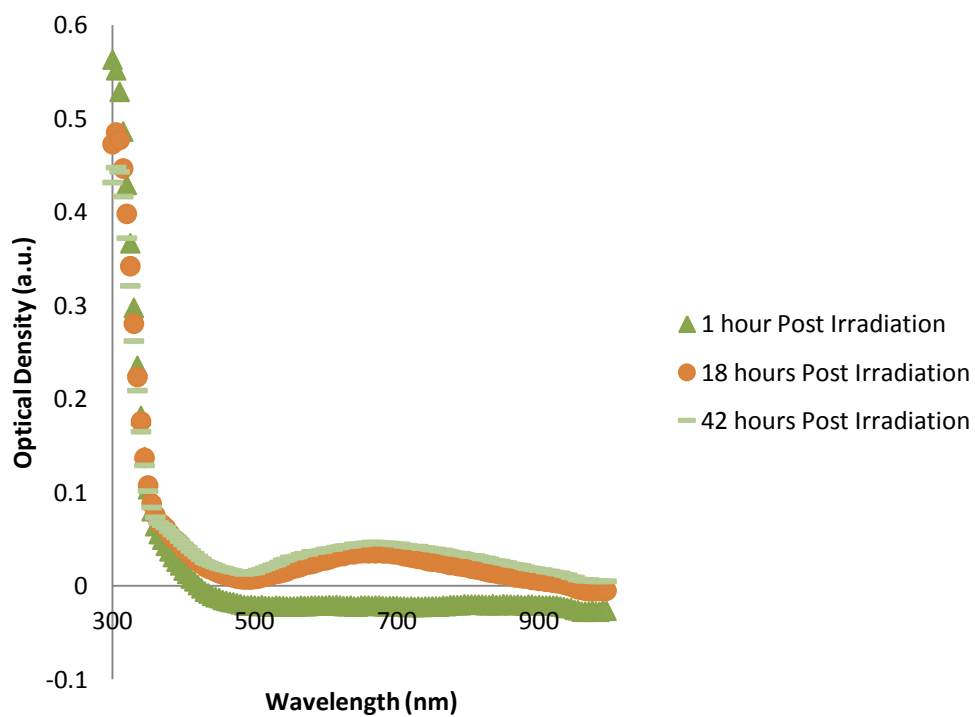 0.6
0.5
0.4
0.3
0.2
0.1
0
-0.1
300 500 700 900
Optical Density (a.u.)
Wavelength (nm)
1 hour Post Irradiation
18 hours Post Irradiation
42 hours Post Irradiation